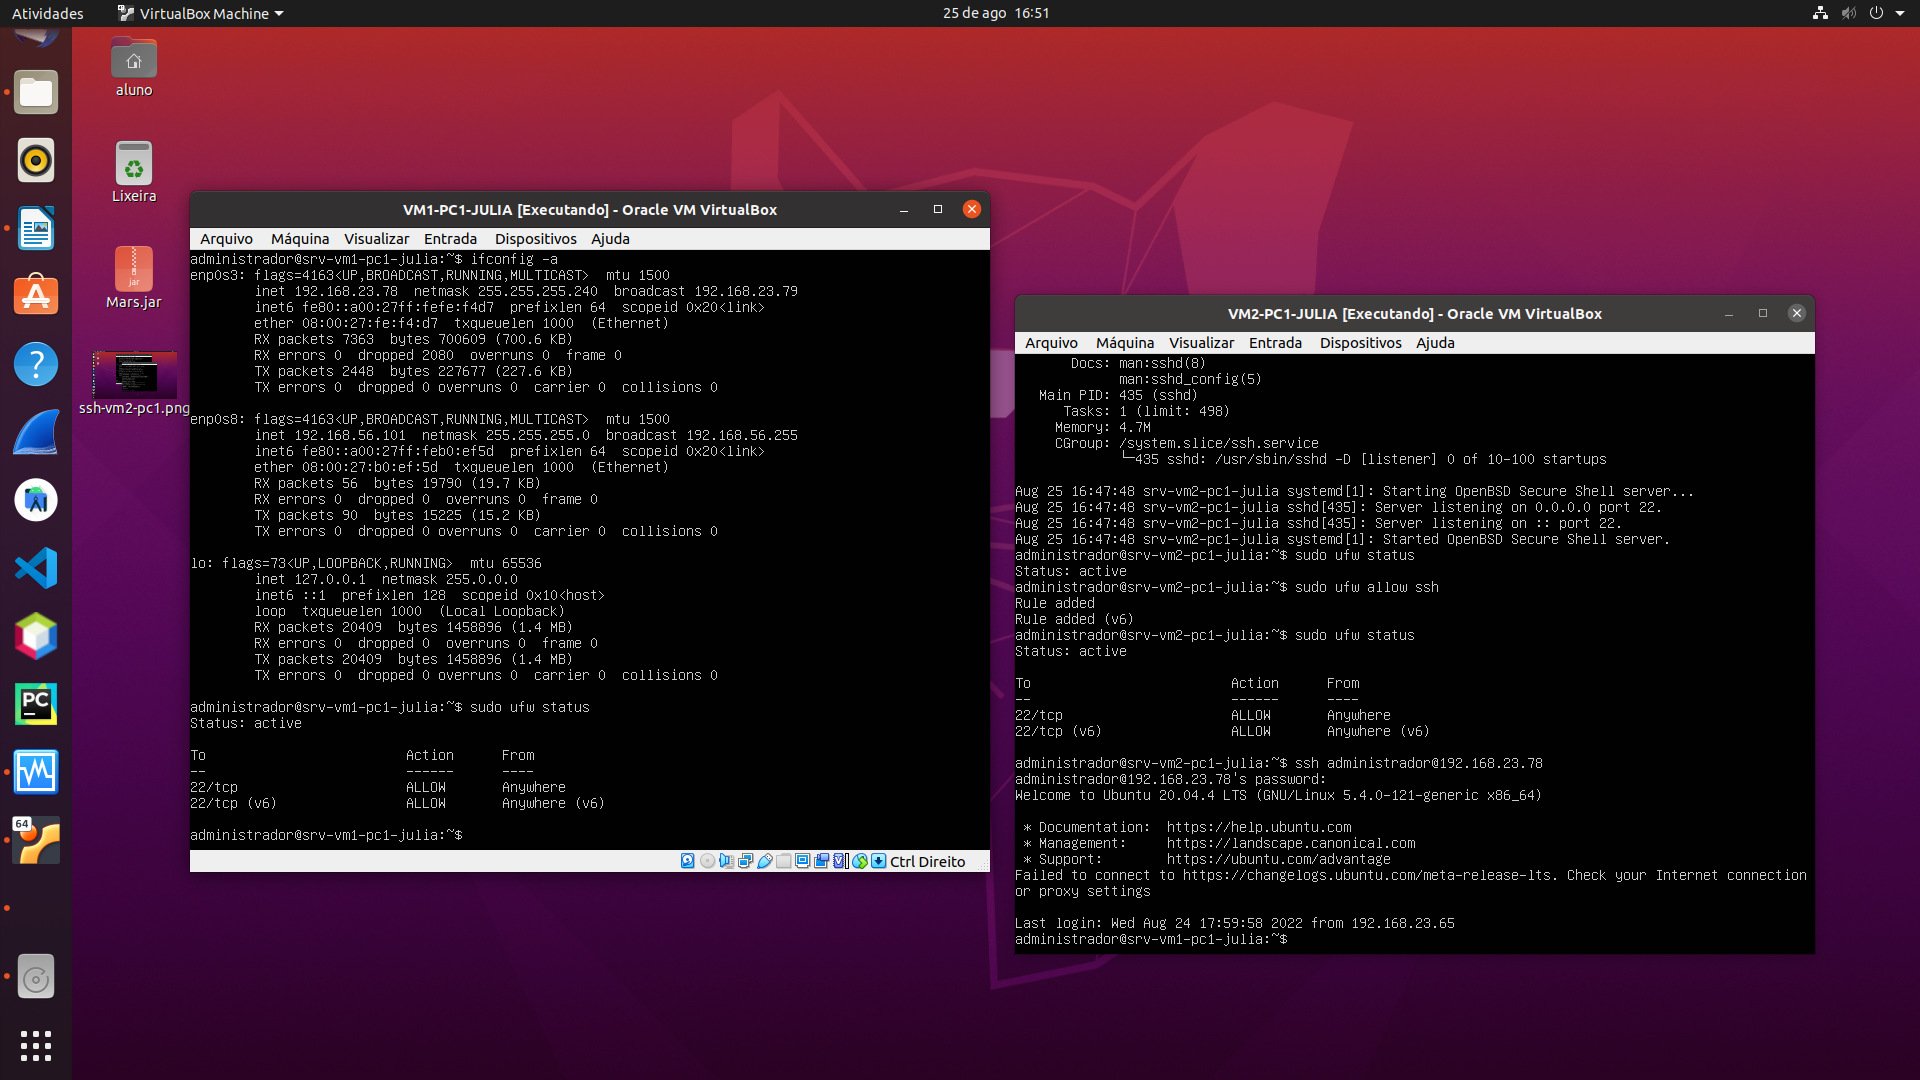 Atividades
VirtualBox Machine
25 de ago 16:51
aluno
Lixeira
jar
Mars.jar
ssh-vm2-pc1.png
PC
64
VM1-PC1-JULIA [Executando] - Oracle VM VirtualBox
Arquivo Máquina Visualizar Entrada Dispositivos Ajuda
administrador@srv-vm1-pc1-julia:~$ ifconfig -a
enp0s3: flags=4163<UP,BROADCAST,RUNNING,MULTICAST> mtu 1500
inet 192.168.23.78 netmask 255.255.255.240 broadcast 192.168.23.79
inet6 fe80::a00:27ff:fefe:f4d7 prefixlen 64 scopeid 0x20<link>
ether 08:00:27:fe:f4:d7 txqueuelen 1000 (Ethernet)
RX packets 7363 bytes 700609 (700.6 KB)
RX errors 0 dropped 2080 overruns 0 frame 0
TX packets 2448 bytes 227677 (227.6 KB)
TX errors 0 dropped 0 overruns 0 carrier 0 collisions 0
enp0s8: flags=4163<UP,BROADCAST,RUNNING,MULTICAST> mtu 1500
inet 192.168.56.101 netmask 255.255.255.0 broadcast 192.168.56.255
inet6 fe80::a00:27ff:feb0:ef5d prefixlen 64 scopeid 0x20<link>
ether 08:00:27:b0:ef:5d txqueuelen 1000 (Ethernet)
RX packets 56 bytes 19790 (19.7 KB)
RX errors 0 dropped 0 overruns 0 frame 0
TX packets 90 bytes 15225 (15.2 KB)
TX errors 0 dropped 0 overruns 0 carrier 0 collisions 0
lo: flags=73<UP,LOOPBACK,RUNNING> mtu 65536
inet 127.0.0.1 netmask 255.0.0.0
inet6 ::1 prefixlen 128 scopeid 0x10<host>
loop txqueuelen 1000 (Local Loopback)
RX packets 20409 bytes 1458896 (1.4 MB)
RX errors 0 dropped 0 overruns 0 frame 0
TX packets 20409 bytes 1458896 (1.4 MB)
TX errors 0 dropped 0 overruns 0 carrier 0 collisions 0
administrador@srv-vm1-pc1-julia:~$ sudo ufw status
Status: active
To Action From
-- ------ ----
22/tcp ALLOW Anywhere
22/tcp (v6) ALLOW Anywhere (v6)
administrador@srv-vm1-pc1-julia:~$
Ctrl Direito
VM2-PC1-JULIA [Executando] - Oracle VM VirtualBox
Arquivo Máquina Visualizar Entrada Dispositivos Ajuda
Docs: man:sshd(8)
man:sshd_config(5)
Main PID: 435 (sshd)
Tasks: 1 (limit: 498)
Memory: 4.7M
CGroup: /system.slice/ssh.service
└─435 sshd: /usr/sbin/sshd -D [listener] 0 of 10-100 startups
Aug 25 16:47:48 srv-vm2-pc1-julia systemd[1]: Starting OpenBSD Secure Shell server...
Aug 25 16:47:48 srv-vm2-pc1-julia sshd[435]: Server listening on 0.0.0.0 port 22.
Aug 25 16:47:48 srv-vm2-pc1-julia sshd[435]: Server listening on :: port 22.
Aug 25 16:47:48 srv-vm2-pc1-julia systemd[1]: Started OpenBSD Secure Shell server.
administrador@srv-vm2-pc1-julia:~$ sudo ufw status
Status: active
administrador@srv-vm2-pc1-julia:~$ sudo ufw allow ssh
Rule added
Rule added (v6)
administrador@srv-vm2-pc1-julia:~$ sudo ufw status
Status: active
To Action From
-- ------ ----
22/tcp ALLOW Anywhere
22/tcp (v6) ALLOW Anywhere (v6)
administrador@srv-vm2-pc1-julia:~$ ssh administrador@192.168.23.78
administrador@192.168.23.78's password:
Welcome to Ubuntu 20.04.4 LTS (GNU/Linux 5.4.0-121-generic x86_64)
* Documentation: https://help.ubuntu.com
* Management: https://landscape.canonical.com
* Support: https://ubuntu.com/advantage
Failed to connect to https://changelogs.ubuntu.com/meta-release-lts. Check your Internet connection
or proxy settings
Last login: Wed Aug 24 17:59:58 2022 from 192.168.23.65
administrador@srv-vm1-pc1-julia:~$